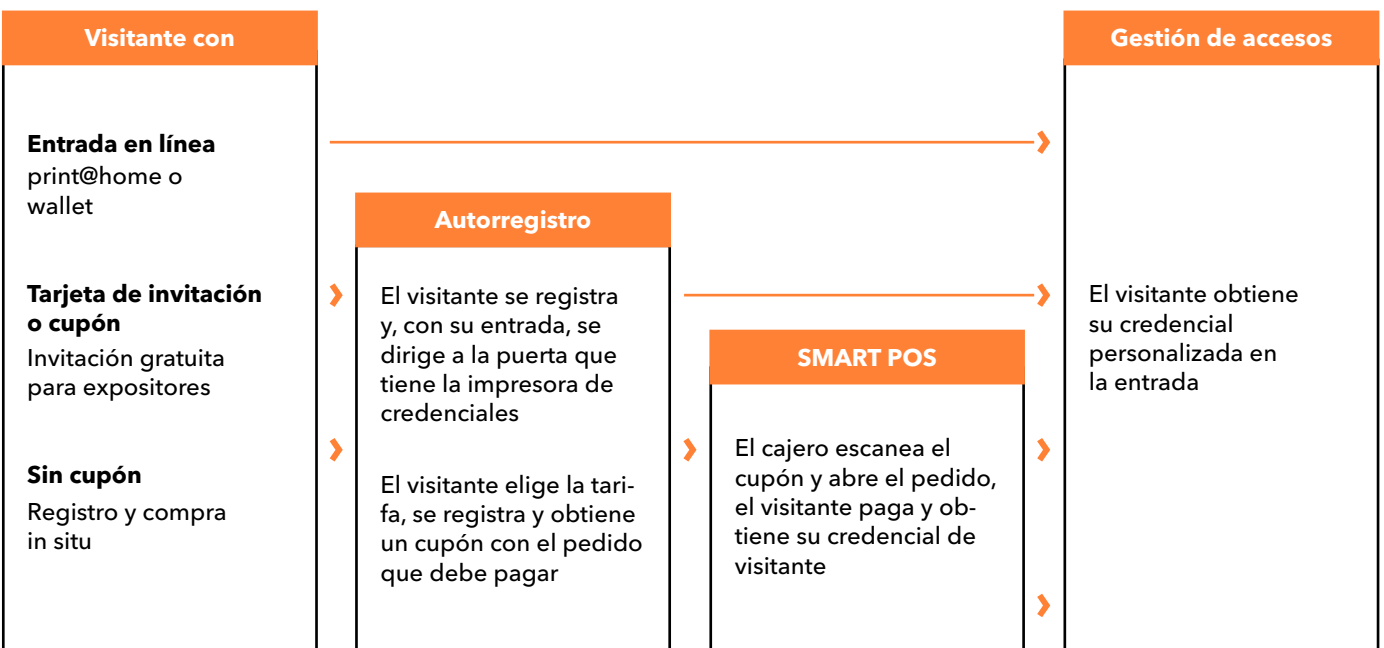 Visitante con
Entrada en línea
print@home o
wallet
Tarjeta de invitación
o cupón
Invitación gratuita
para expositores
Sin cupón
Registro y compra
in situ
Autorregistro
El visitante se registra
y, con su entrada, se
dirige a la puerta que
tiene la impresora de
credenciales
El visitante elige la tari-
fa, se registra y obtiene
un cupón con el pedido
que debe pagar
SMART POS
El cajero escanea el
cupón y abre el pedido,
el visitante paga y ob-
tiene su credencial de
visitante
Gestión de accesos
El visitante obtiene
su credencial
personalizada en
la entrada